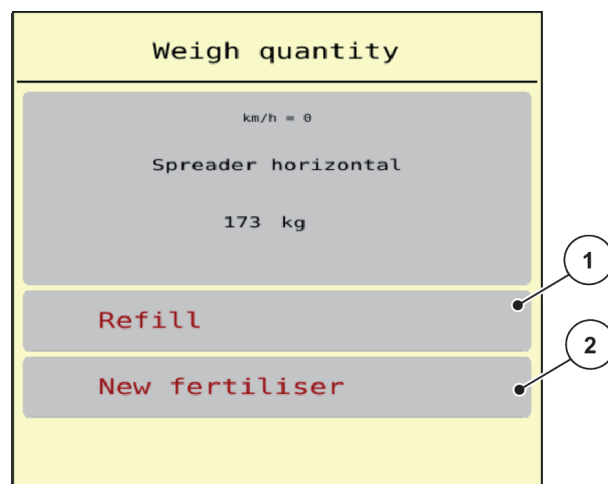 Weigh quantity
km/h = 0
Spreader horizontal
173 kg
1
Refill
2
New fertiliser